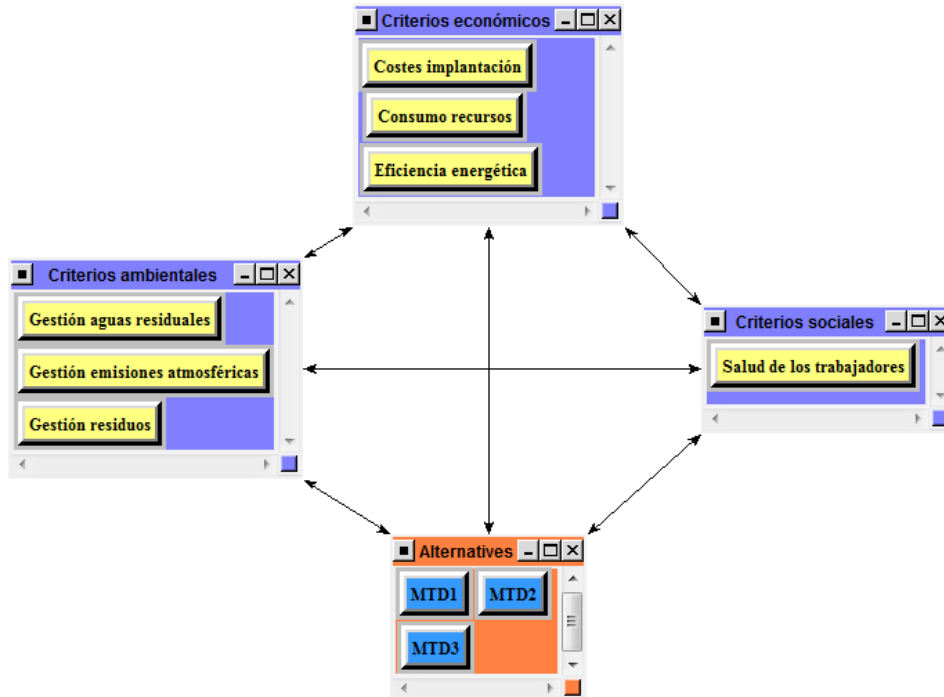 Criterios económicos
Costes implantación
Consumo recursos
Eficiencia energética
Criterios ambientales
Gestión aguas residuales
Gestión emisiones atmosféricas
Gestión residuos
Criterios sociales
Salud de los trabajadores
Alternatives
MTD1 MTD2
MTD3